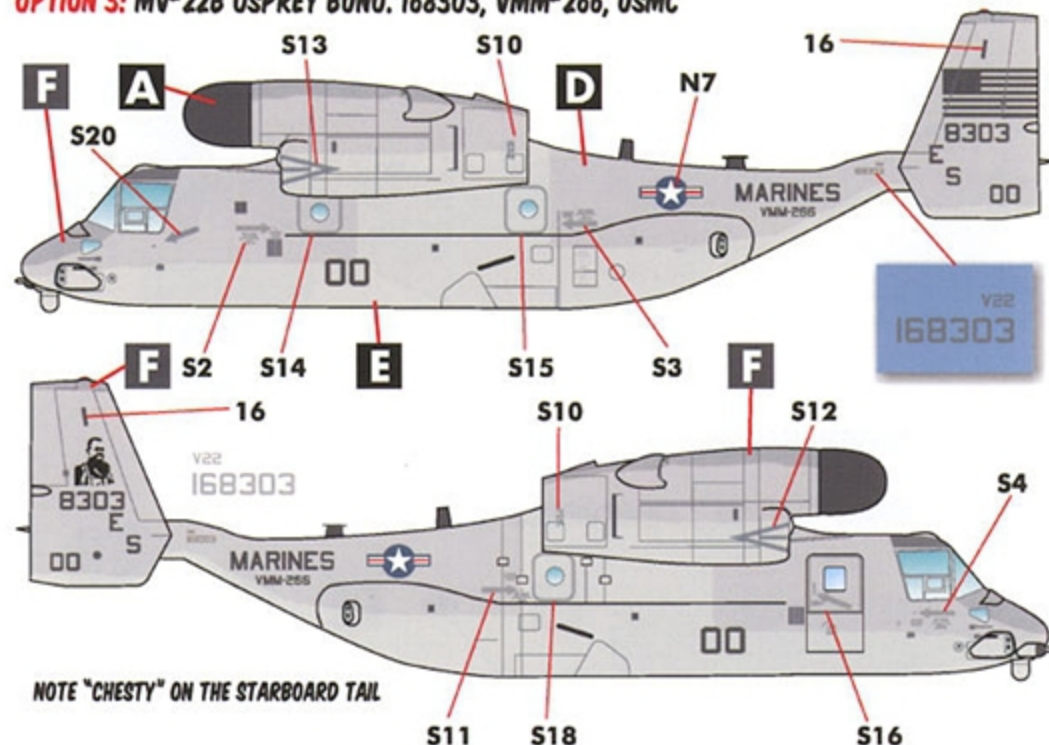 OPTION 3: MV-22B OSPREY BUNO. 168303, VMM-266, USMC
S13
S10
16
F
A
D
N7
S20
8303
E
S
00
MARINES
VMM-266
00
V22
168303
F
S2
S14
E
S15
S3
F
16
S10
S12
V22
168303
S4
8303
E
S
00
MARINES
VMM-266
00
NOTE "CHESTY" ON THE STARBOARD TAIL
S11
S18
S16